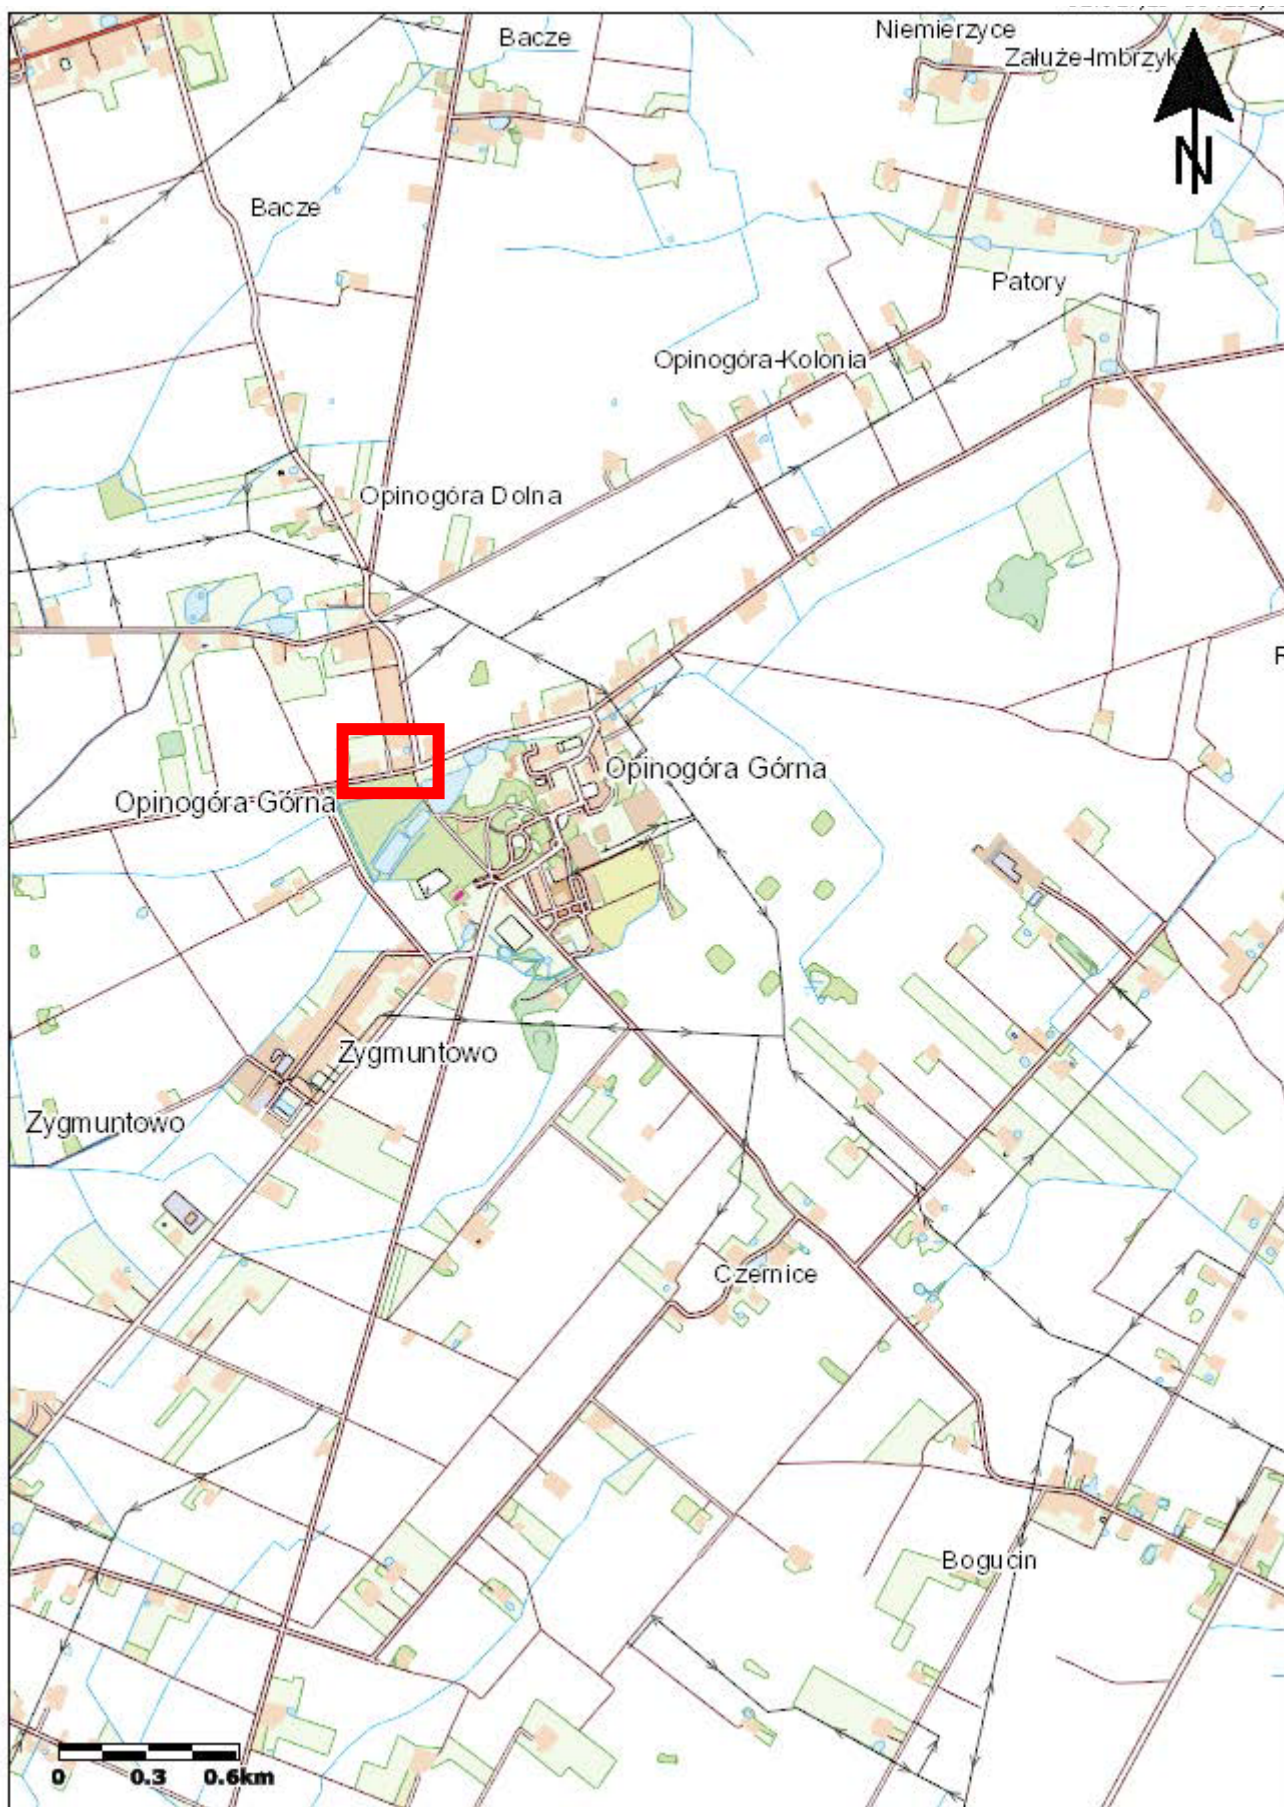 Bacze
Niemierzyce
Załuże-Imbrzyk
N
Bacze
Patory
Opinogóra-Kolonia
Opinogóra Dolna
R
Opinogóra Górna
Opinogóra Górna
Zygmuntowo
Zygmuntowo
Czernice
Bogucin
0 0.3 0.6km